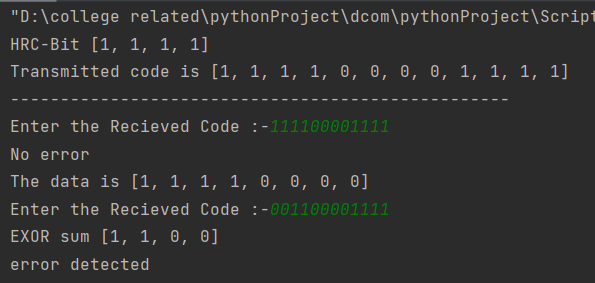 "D:\college related\pythonProject\dcom\pythonProject\Script
HRC-Bit [1, 1, 1, 1]
Transmitted code is [1, 1, 1, 1, 0, 0, 0, 0, 1, 1, 1, 1]
--------------------------------------------------
Enter the Recieved Code :-111100001111
No error
The data is [1, 1, 1, 1, 0, 0, 0, 0]
Enter the Recieved Code :-001100001111
EXOR sum [1, 1, 0, 0]
error detected